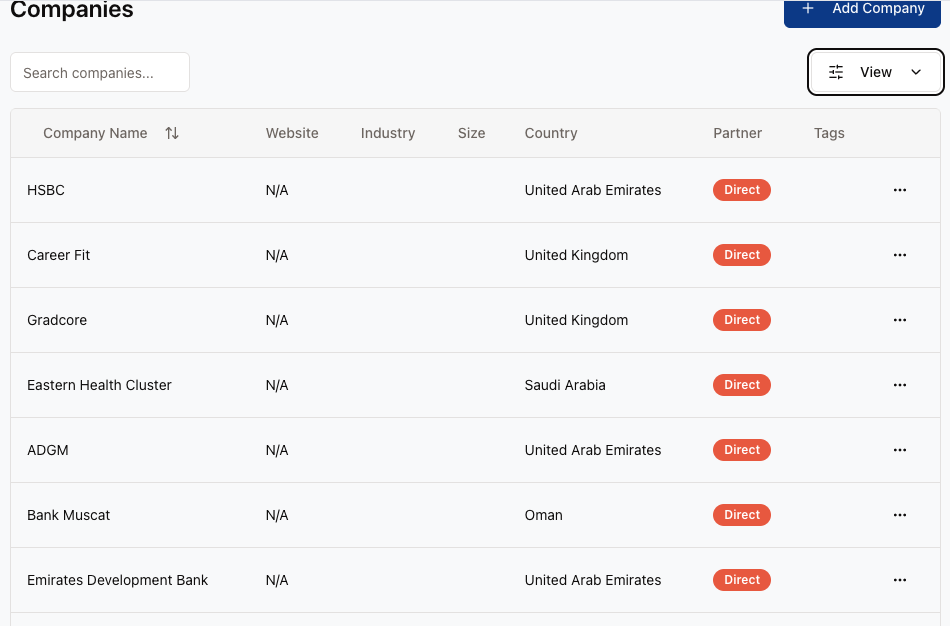 Companies
+ Add Company
Search companies...
View
Company Name Website Industry Size Country Partner Tags
HSBC N/A United Arab Emirates Direct ...
Career Fit N/A United Kingdom Direct ...
Gradcore N/A United Kingdom Direct ...
Eastern Health Cluster N/A Saudi Arabia Direct ...
ADGM N/A United Arab Emirates Direct ...
Bank Muscat N/A Oman Direct ...
Emirates Development Bank N/A United Arab Emirates Direct ...